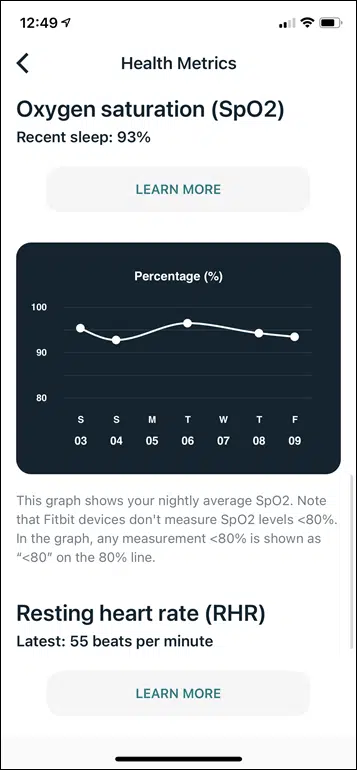 12:49
Health Metrics
Oxygen saturation (SpO2)
Recent sleep: 93%
LEARN MORE
Percentage (%)
100
90
80
S S M T W T F
03 04 05 06 07 08 09
This graph shows your nightly average SpO2. Note
that Fitbit devices don't measure SpO2 levels <80%.
In the graph, any measurement <80% is shown as
“<80” on the 80% line.
Resting heart rate (RHR)
Latest: 55 beats per minute
LEARN MORE